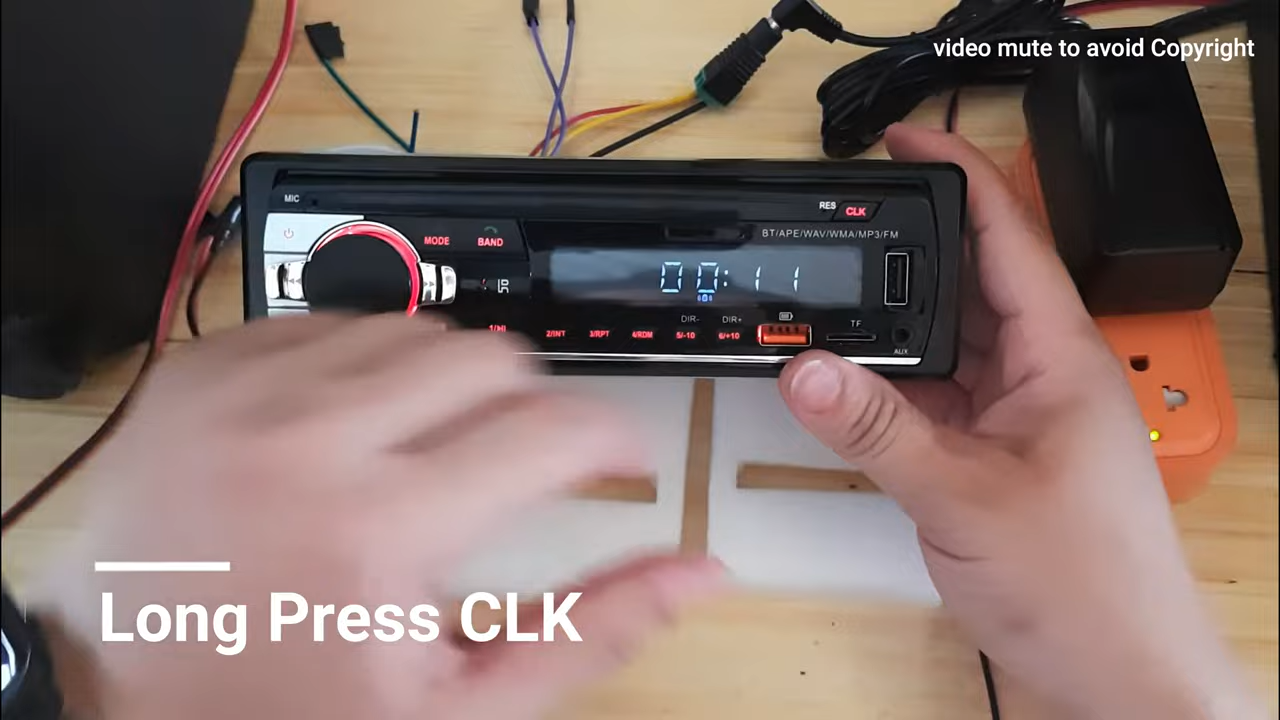 video mute to avoid Copyright
MIC
RES
CLK
MODE
BAND
BT/APE/WAV/WMA/MP3/FM
00:11
DIR-
DIR+
2/INT
3/RPT
4/RDM
5/-10
6/+10
TF
AUX
Long Press CLK